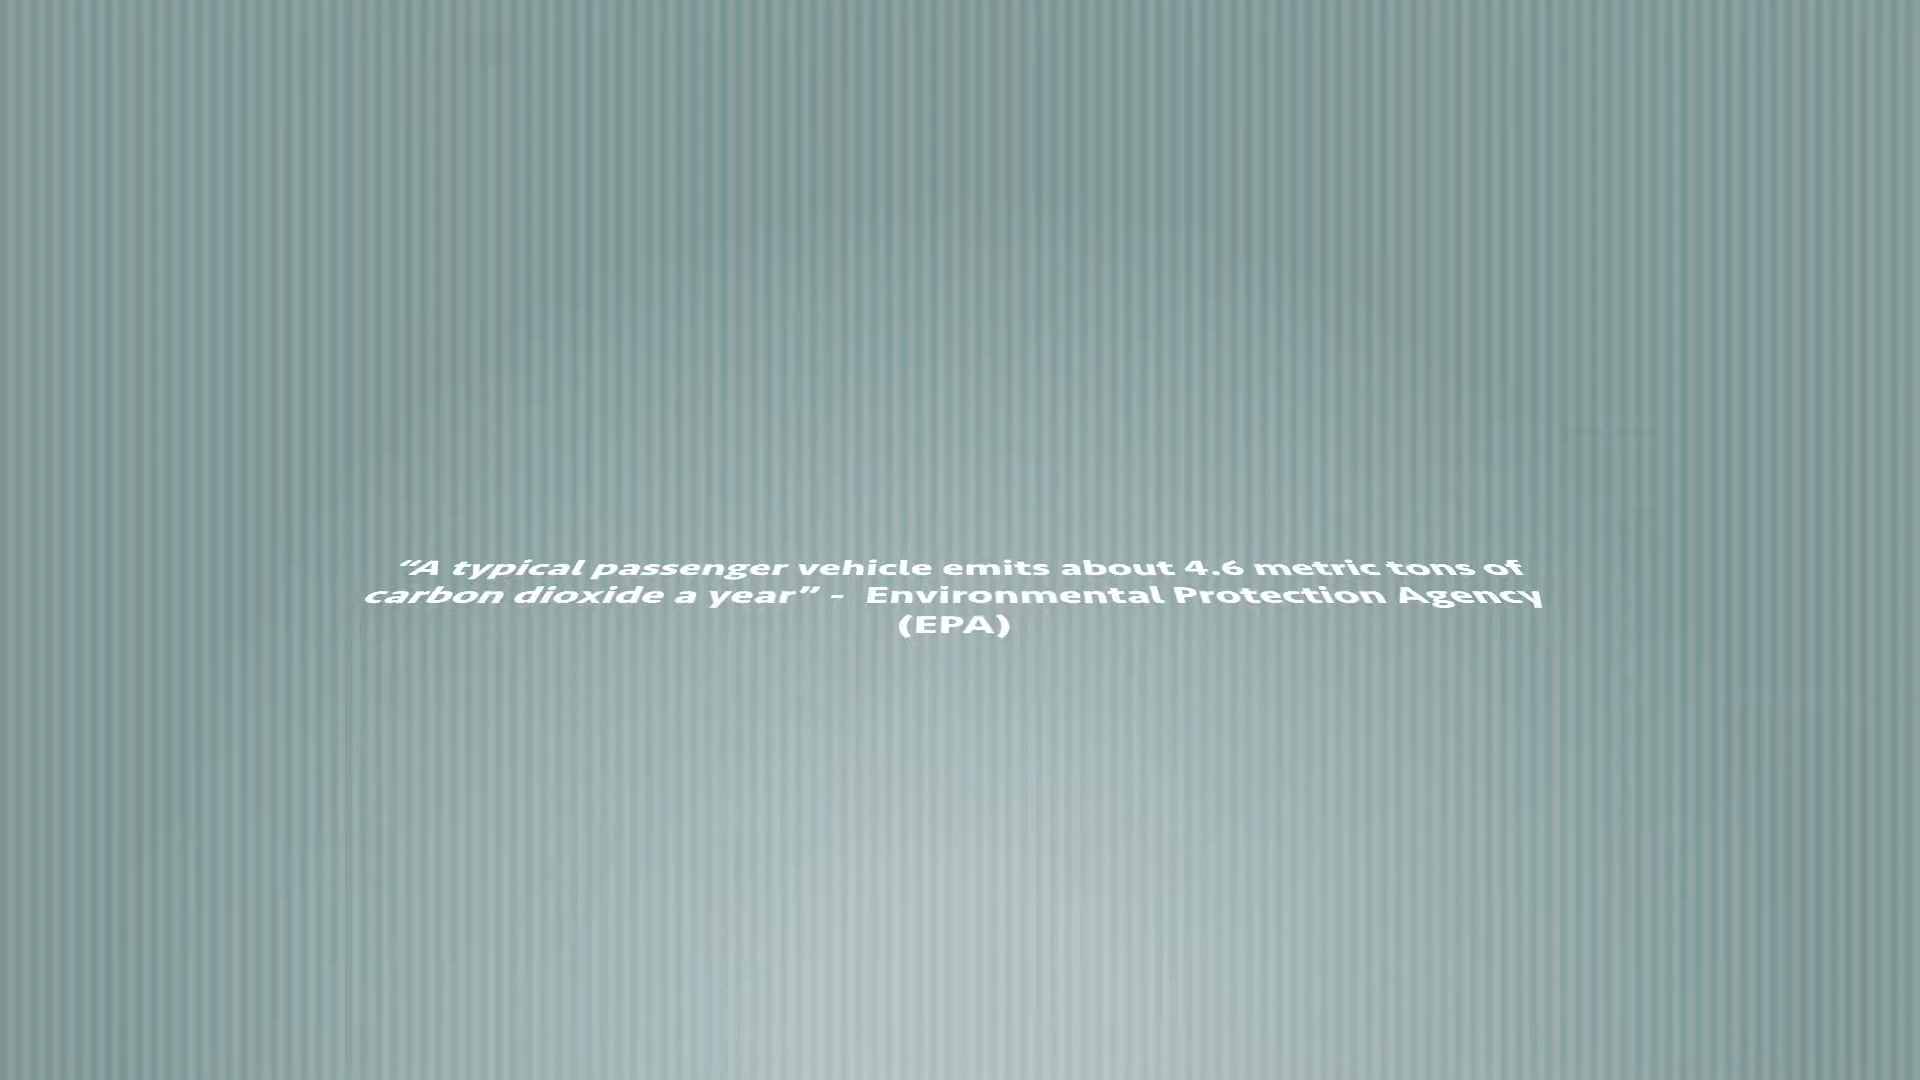 “A typical passenger vehicle emits about 4.6 metric tons of
carbon dioxide a year” -  Environmental Protection Agency
(EPA)